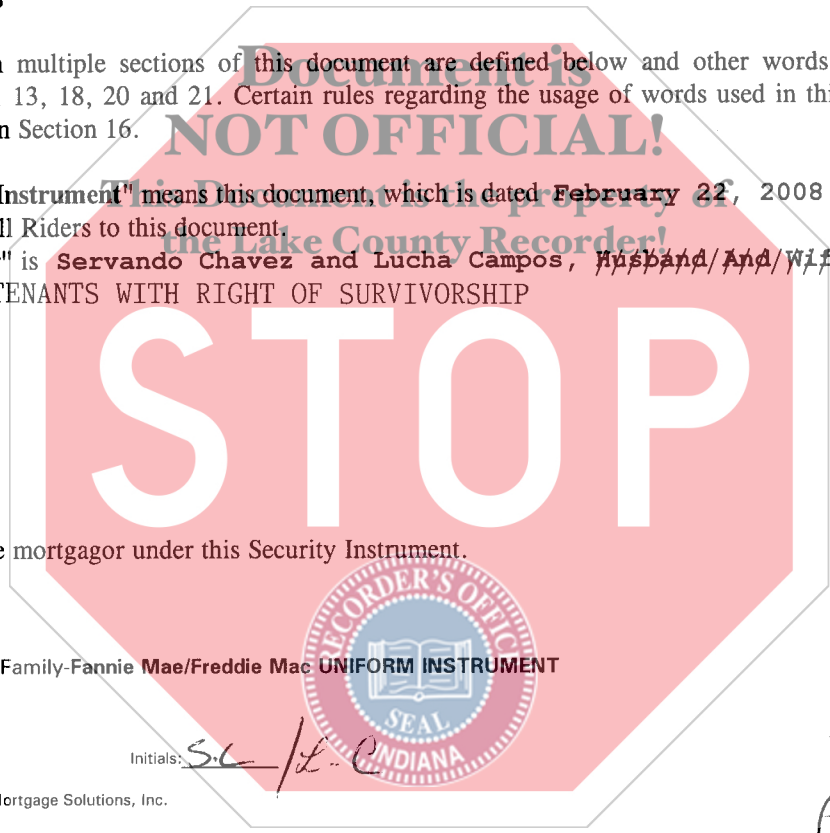 multiple sections of this document are defined below and other words
13, 18, 20 and 21. Certain rules regarding the usage of words used in thi
n Section 16.
Document is
NOT OFFICIAL!
This Document is the property of
the Lake County Recorder!
Instrument" means this document, which is dated February 22, 2008
ll Riders to this document.
" is Servando Chavez and Lucha Campos, Husband And Wif
TENANTS WITH RIGHT OF SURVIVORSHIP
STOP
e mortgagor under this Security Instrument.
RECORDER'S OFFICE
SEAL
INDIANA
Family-Fannie Mae/Freddie Mac UNIFORM INSTRUMENT
Initials: S.C / L-C
ortgage Solutions, Inc.